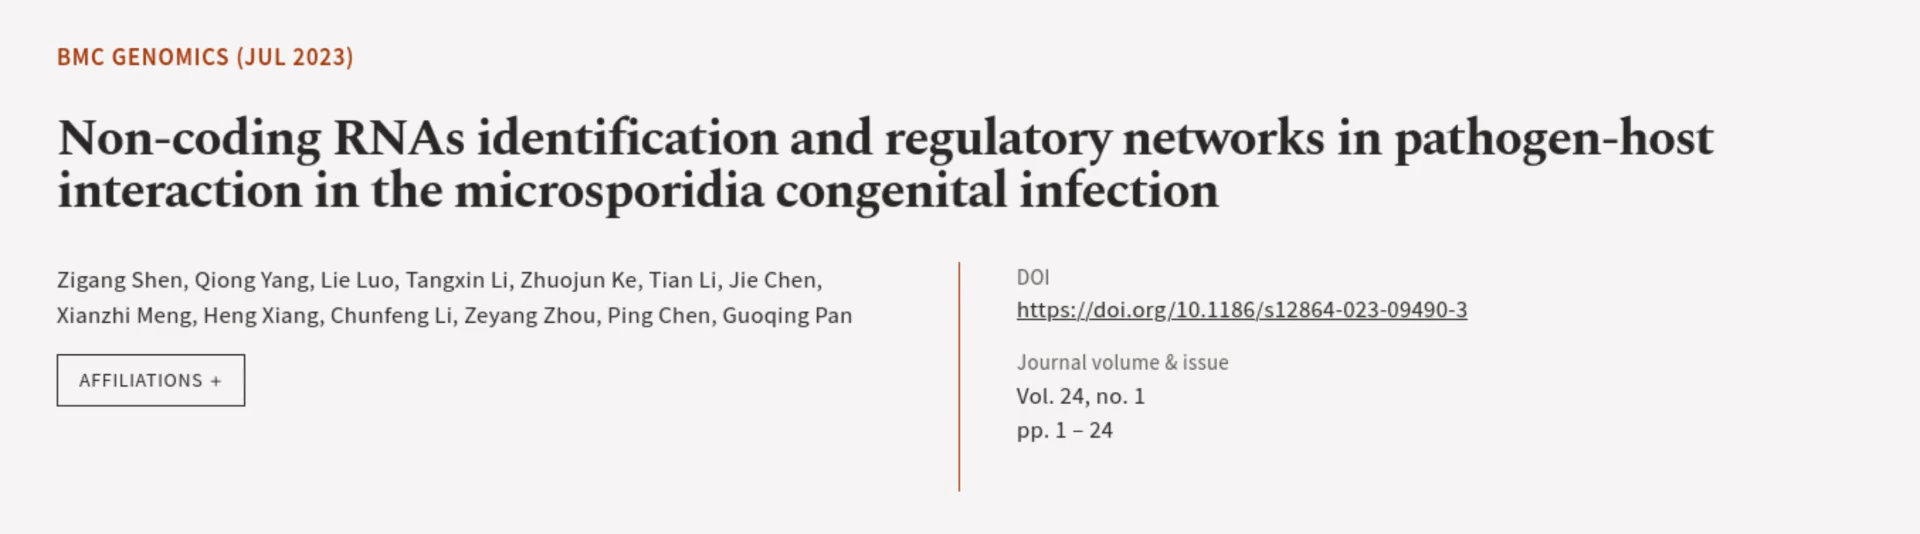 BMC GENOMICS (JUL 2023)
Non-coding RNAs identification and regulatory networks in pathogen-host
interaction in the microsporidia congenital infection
Zigang Shen, Qiong Yang, Lie Luo, Tangxin Li, Zhuojun Ke, Tian Li, Jie Chen,
Xianzhi Meng, Heng Xiang, Chunfeng Li, Zeyang Zhou, Ping Chen, Guoqing Pan
AFFILIATIONS +
DOI
https://doi.org/10.1186/s12864-023-09490-3
Journal volume & issue
Vol. 24, no. 1
pp. 1 – 24